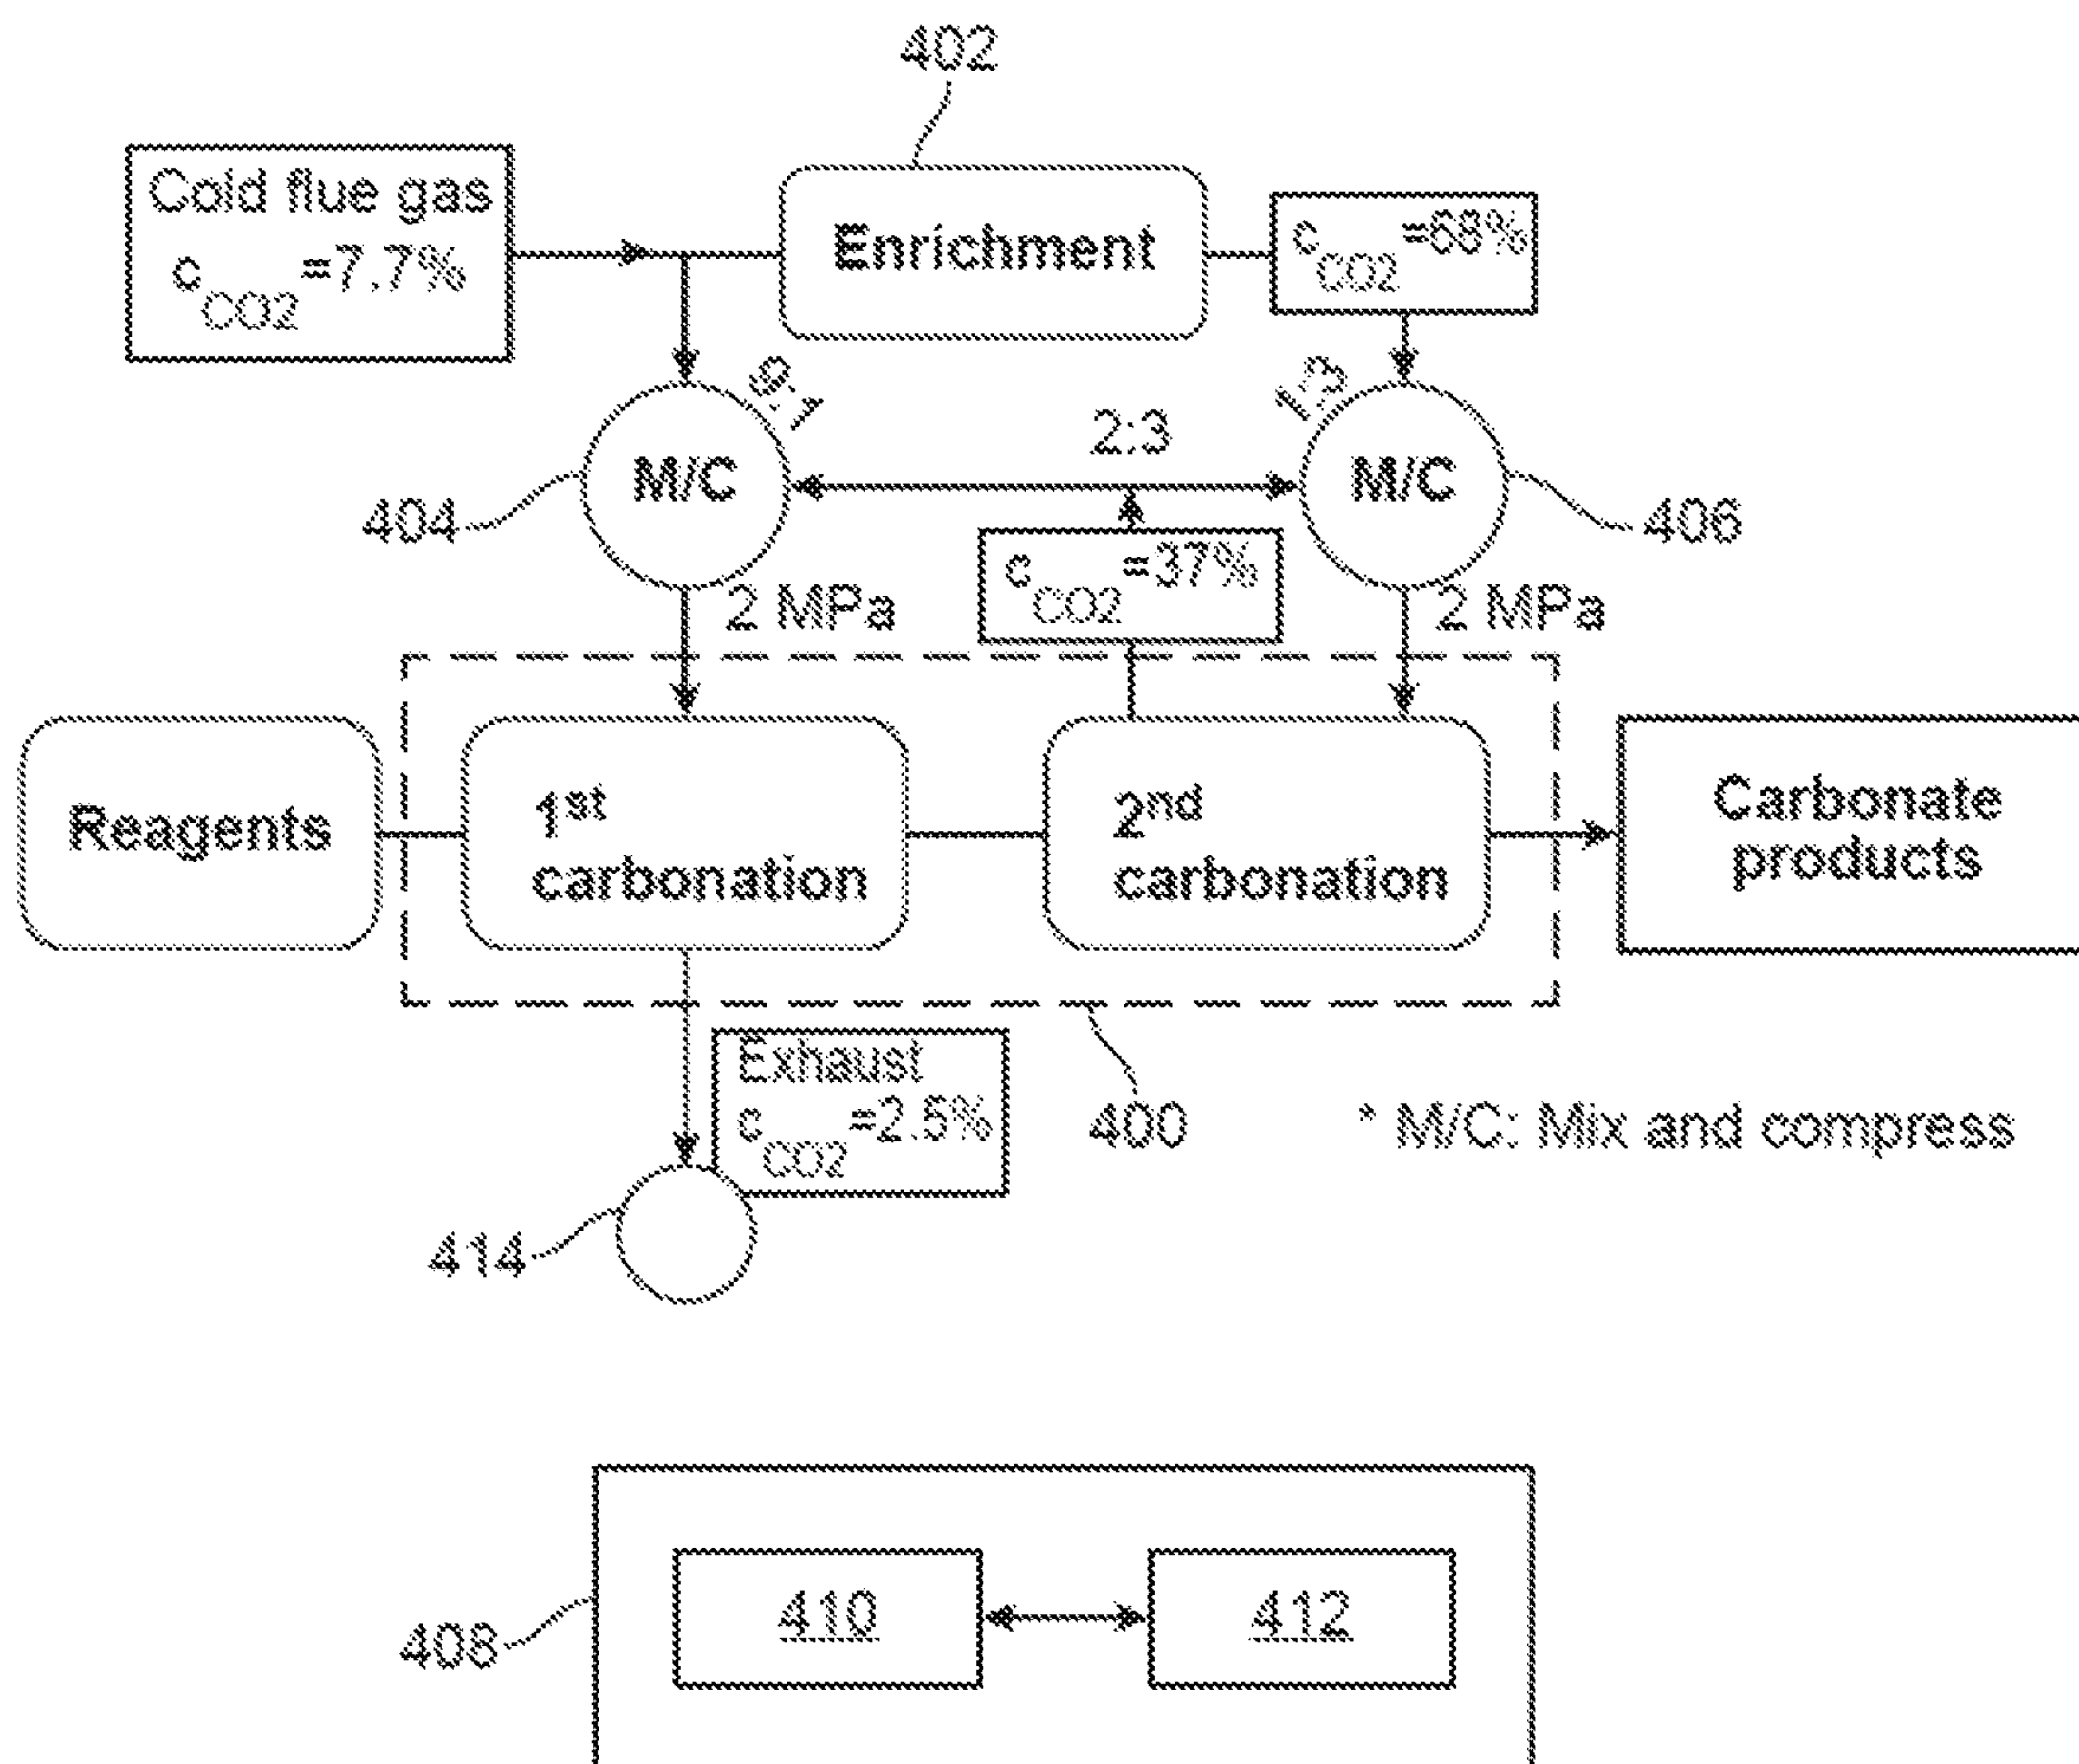 402
Cold flue gas
cCO2=7.7%
Enrichment
cCO2=68%
9:1
1:3
2:3
M/C
M/C
404
406
cCO2=37%
2 MPa
2 MPa
Reagents
1st
carbonation
2nd
carbonation
Carbonate
products
Exhaust
cCO2=2.5%
400
* M/C: Mix and compress
414
410
412
408